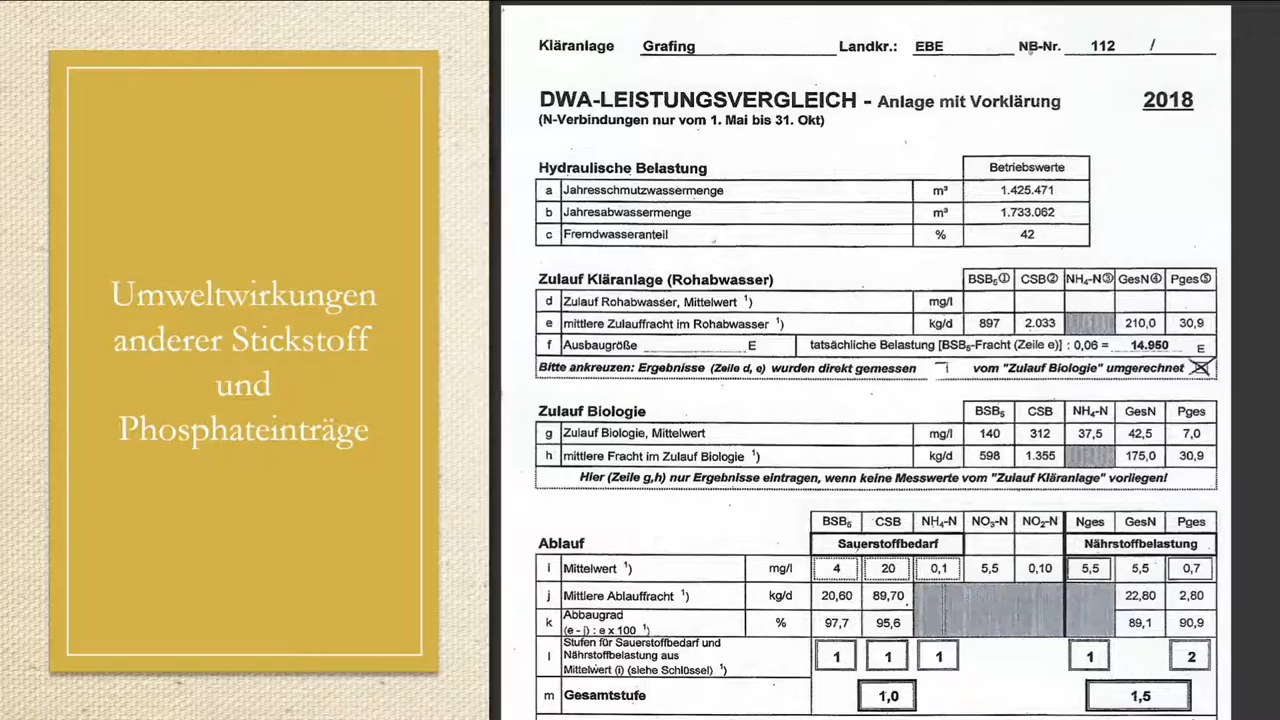 Umweltwirkungen
anderer Stickstoff
und
Phosphateinträge
Kläranlage Grafing Landkr.: EBE NB-Nr. 112 /
DWA-LEISTUNGSVERGLEICH - Anlage mit Vorklärung 2018
(N-Verbindungen nur vom 1. Mai bis 31. Okt)
Hydraulische Belastung Betriebswerte
a Jahresschmutzwassermenge m³ 1.425.471
b Jahresabwassermenge m³ 1.733.062
c Fremdwasseranteil % 42
Zulauf Kläranlage (Rohabwasser) BSB₅① CSB② NH₄-N③ GesN④ Pges⑤
d Zulauf Rohabwasser, Mittelwert ¹) mg/l
e mittlere Zulauffracht im Rohabwasser ¹) kg/d 897 2.033 210,0 30,9
f Ausbaugröße E tatsächliche Belastung [BSB₅-Fracht (Zeile e)] : 0,06 = 14.950 E
Bitte ankreuzen: Ergebnisse (Zeile d, e) wurden direkt gemessen vom "Zulauf Biologie" umgerechnet
Zulauf Biologie BSB₅ CSB NH₄-N GesN Pges
g Zulauf Biologie, Mittelwert mg/l 140 312 37,5 42,5 7,0
h mittlere Fracht im Zulauf Biologie ¹) kg/d 598 1.355 175,0 30,9
Hier (Zeile g,h) nur Ergebnisse eintragen, wenn keine Messwerte vom "Zulauf Kläranlage" vorliegen!
BSB₅ CSB NH₄-N NO₃-N NO₂-N Nges GesN Pges
Ablauf Sauerstoffbedarf Nährstoffbelastung
i Mittelwert ¹) mg/l 4 20 0,1 5,5 0,10 5,5 5,5 0,7
j Mittlere Ablauffracht ¹) kg/d 20,60 89,70 22,80 2,80
k Abbaugrad
(e - j) : e x 100 ¹) % 97,7 95,6 89,1 90,9
Stufen für Sauerstoffbedarf und
l Nährstoffbelastung aus 1 1 1 1 2
Mittelwert (i) (siehe Schlüssel) ¹)
m Gesamtstufe 1,0 1,5